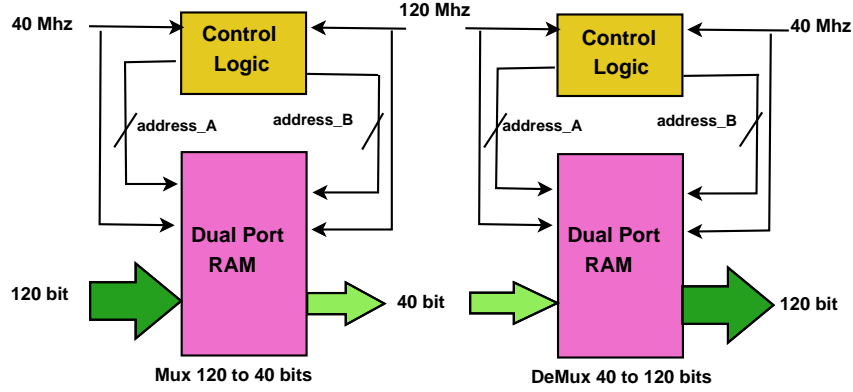 40 Mhz
Control
Logic
120 Mhz
Control
Logic
40 Mhz
address_A
address_B
address_A
address_B
Dual Port
RAM
Dual Port
RAM
120 bit
40 bit
120 bit
Mux 120 to 40 bits
DeMux 40 to 120 bits